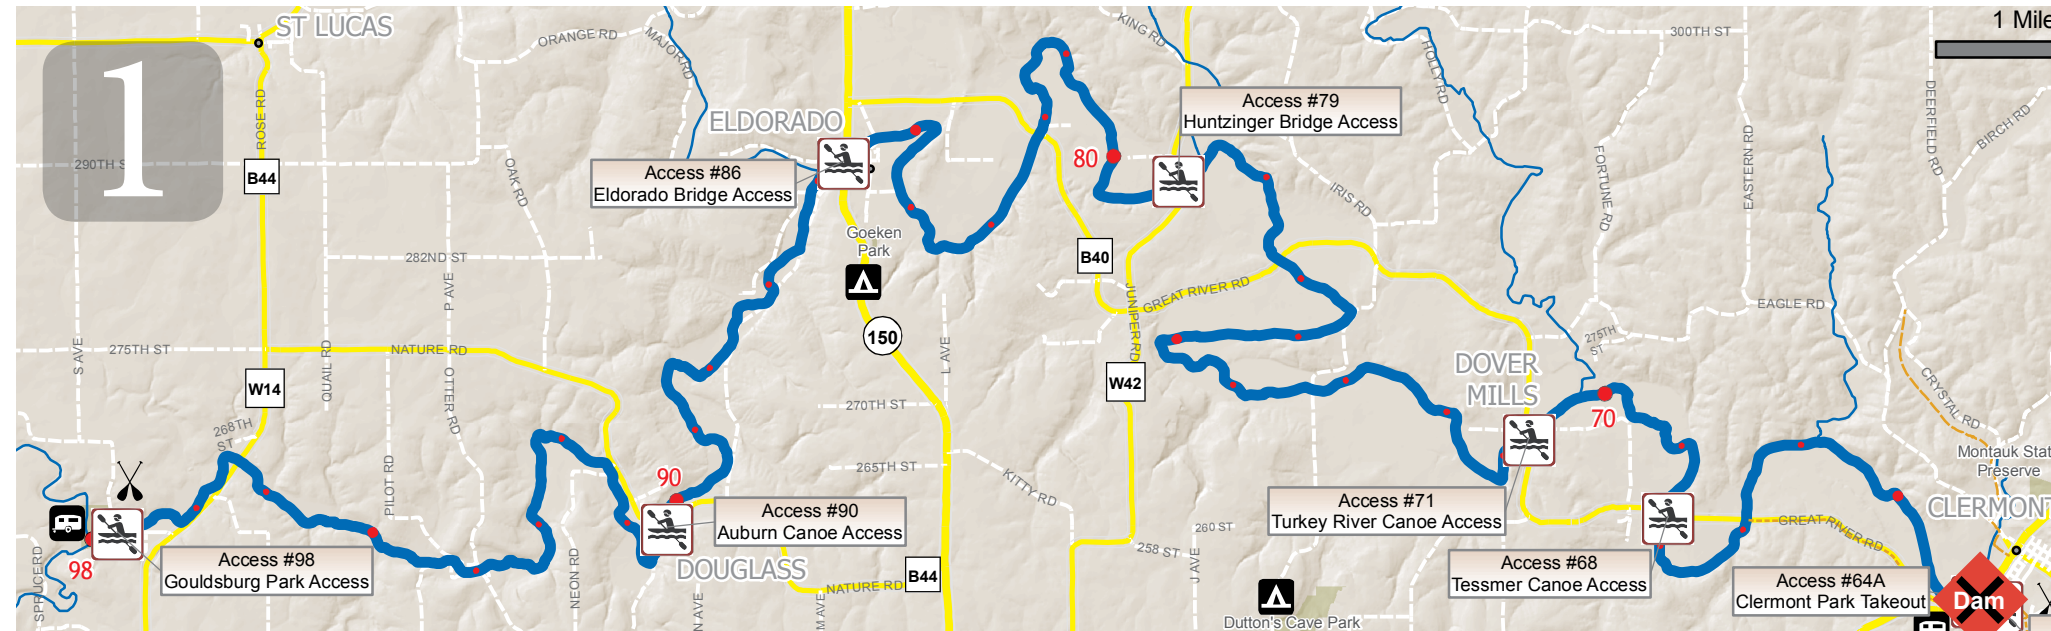 1
ST LUCAS
ORANGE RD
MAJOR RD
KING RD
HOLLY RD
300TH ST
1 Mile
ROSE RD
290TH S
B44
OAK RD
ELDORADO
Access #86
Eldorado Bridge Access
80
Access #79
Huntzinger Bridge Access
IRIS RD
FORTUNE RD
EASTERN RD
DEERFIELD RD
BIRCH RD
282ND ST
P AVE
Goeken
Park
B40
JUNIPER RD
GREAT RIVER RD
EAGLE RD
S AVE
275TH ST
NATURE RD
QUAIL RD
OTTER RD
W14
150
L AVE
W42
275TH
ST
DOVER
MILLS
70
CRYSTAL RD
268TH
ST
PILOT RD
270TH ST
265TH ST
KITTY RD
90
Access #90
Auburn Canoe Access
DOUGLASS
Access #71
Turkey River Canoe Access
Montauk Stat
Preserve
CLERMONT
98
Access #98
Gouldsburg Park Access
SPRUCE RD
NEON RD
N AVE
M AVE
NATURE RD
B44
260 ST
258 ST
J AVE
Dutton's Cave Park
Access #68
Tessmer Canoe Access
GREAT RIVER RD
Access #64A
Clermont Park Takeout
Dam